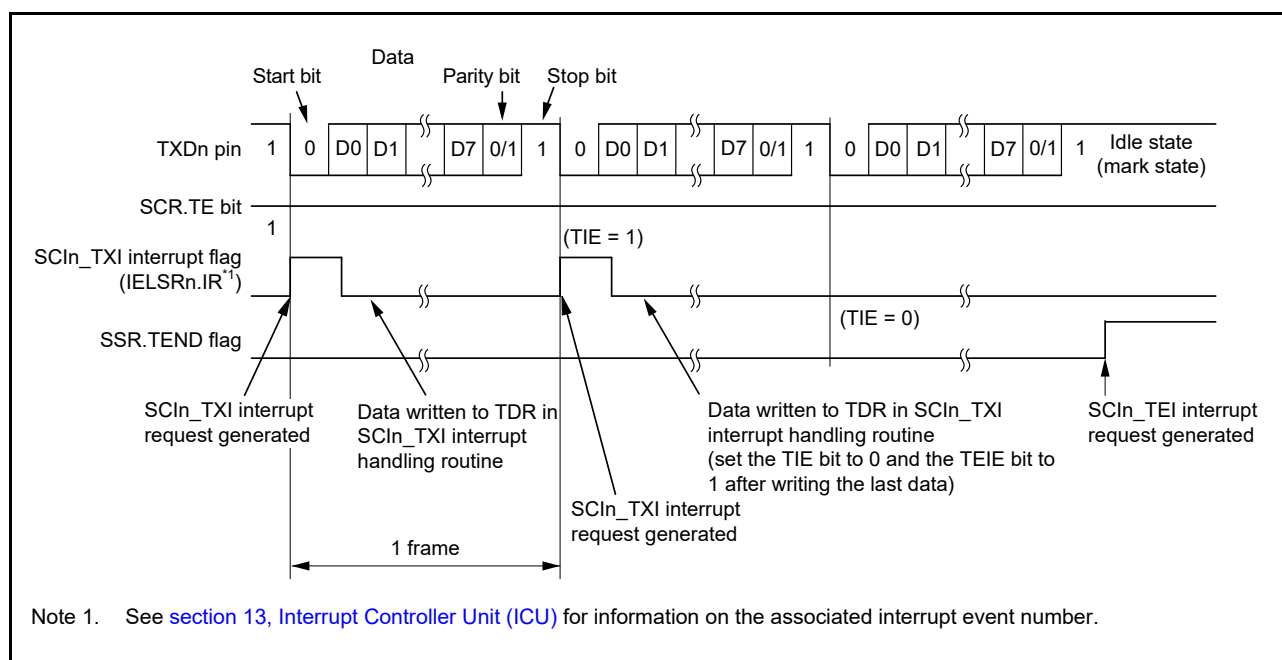 Data
Start bit Parity bit Stop bit
TXDn pin 1 0 D0 D1 D7 0/1 1 0 D0 D1 D7 0/1 1 0 D0 D1 D7 0/1 1 Idle state
(mark state)
SCR.TE bit
1
(TIE = 1)
SCIn_TXI interrupt flag
(IELSRn.IR*1)
(TIE = 0)
SSR.TEND flag
SCIn_TXI interrupt
request generated
Data written to TDR in
SCIn_TXI interrupt
handling routine
Data written to TDR in SCIn_TXI
interrupt handling routine
(set the TIE bit to 0 and the TEIE bit to
1 after writing the last data)
SCIn_TEI interrupt
request generated
SCIn_TXI interrupt
request generated
1 frame
Note 1. See section 13, Interrupt Controller Unit (ICU) for information on the associated interrupt event number.